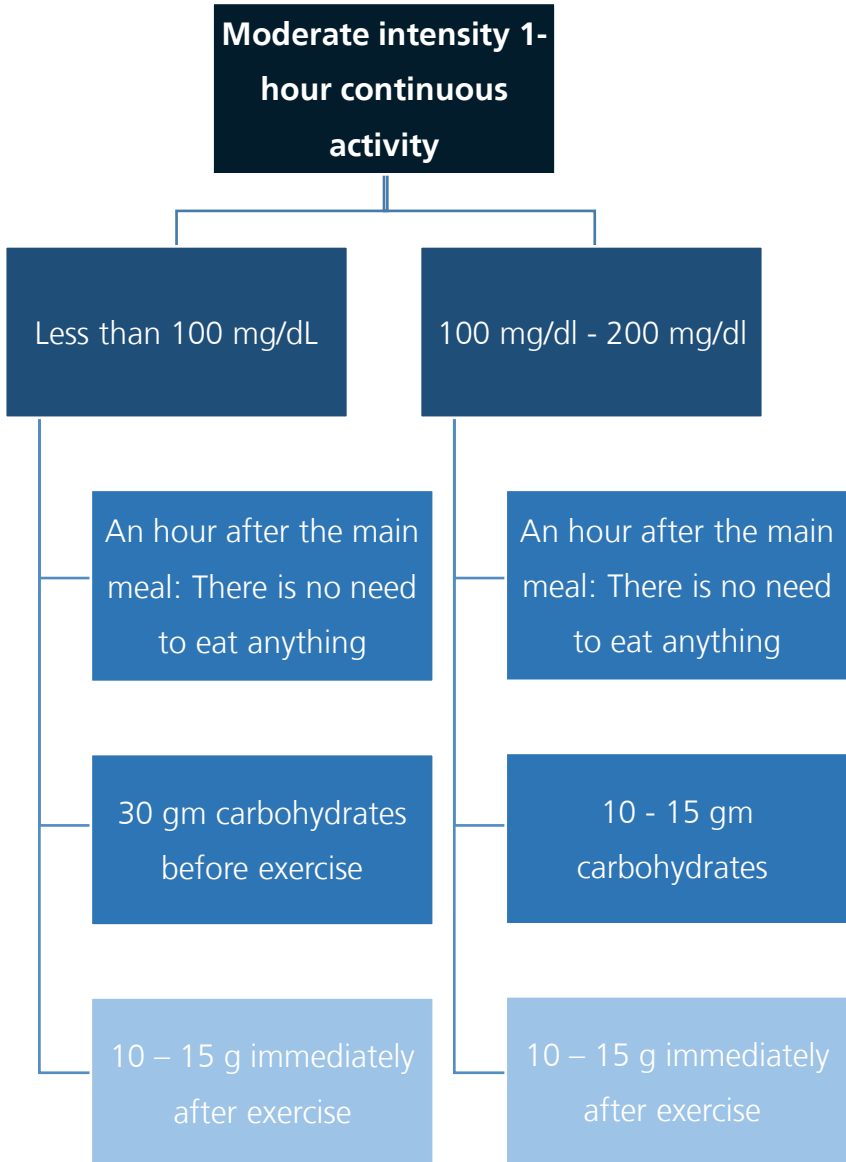 Moderate intensity 1-
hour continuous
activity
Less than 100 mg/dL
100 mg/dl - 200 mg/dl
An hour after the main
meal: There is no need
to eat anything
An hour after the main
meal: There is no need
to eat anything
30 gm carbohydrates
before exercise
10 - 15 gm
carbohydrates
10 – 15 g immediately
after exercise
10 – 15 g immediately
after exercise